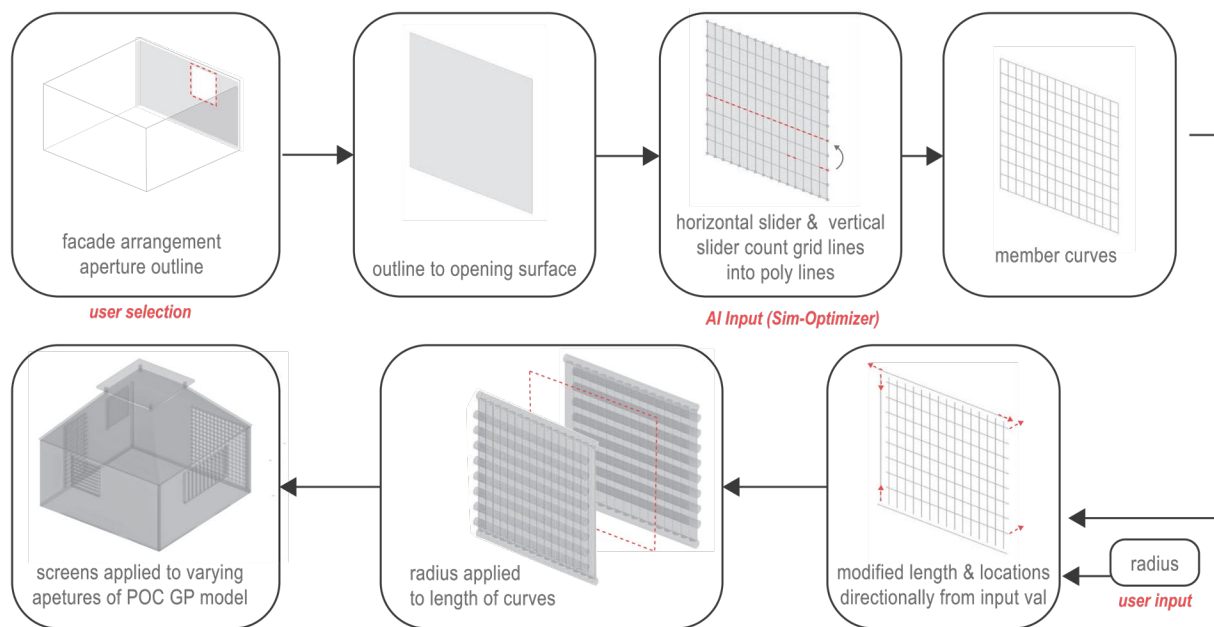 facade arrangement
aperture outline
user selection
outline to opening surface
horizontal slider & vertical
slider count grid lines
into poly lines
AI Input (Sim-Optimizer)
member curves
screens applied to varying
apetures of POC GP model
radius applied
to length of curves
modified length & locations
directionally from input val
radius
user input